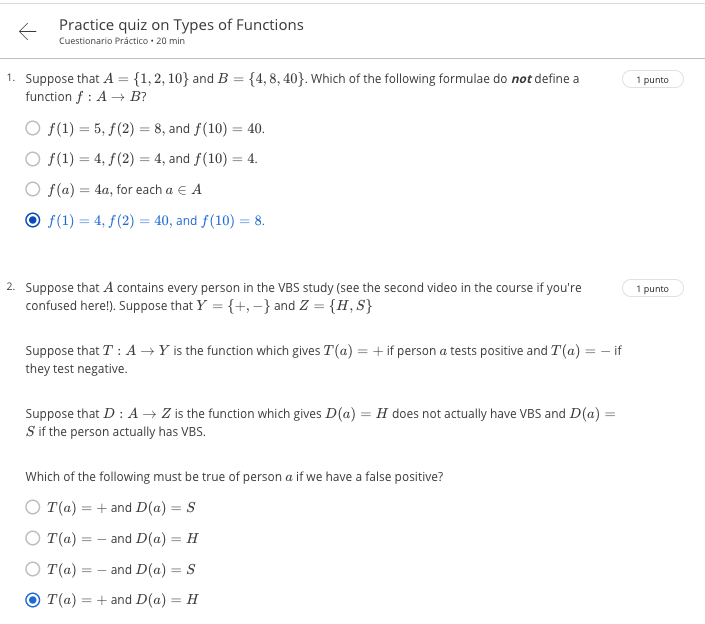 Practice quiz on Types of Functions
Cuestionario Práctico • 20 min
1. Suppose that A = {1, 2, 10} and B = {4, 8, 40}. Which of the following formulae do not define a
function f : A → B?
1 punto
f(1) = 5, f(2) = 8, and f(10) = 40.
f(1) = 4, f(2) = 4, and f(10) = 4.
f(a) = 4a, for each a ∈ A
f(1) = 4, f(2) = 40, and f(10) = 8.
2. Suppose that A contains every person in the VBS study (see the second video in the course if you're
confused here!). Suppose that Y = {+, −} and Z = {H, S}
1 punto
Suppose that T : A → Y is the function which gives T(a) = + if person a tests positive and T(a) = − if
they test negative.
Suppose that D : A → Z is the function which gives D(a) = H does not actually have VBS and D(a) =
S if the person actually has VBS.
Which of the following must be true of person a if we have a false positive?
T(a) = + and D(a) = S
T(a) = − and D(a) = H
T(a) = − and D(a) = S
T(a) = + and D(a) = H